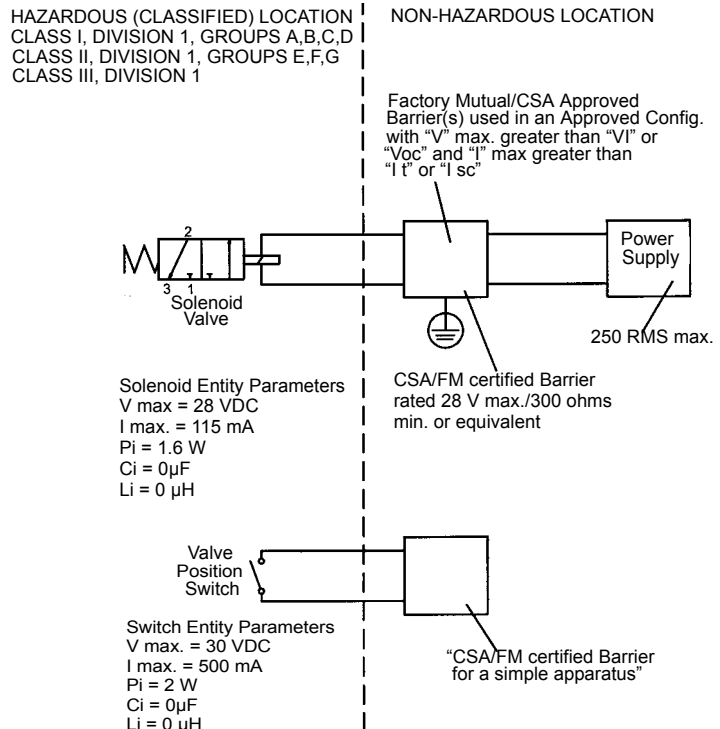 HAZARDOUS (CLASSIFIED) LOCATION
CLASS I, DIVISION 1, GROUPS A,B,C,D
CLASS II, DIVISION 1, GROUPS E,F,G
CLASS III, DIVISION 1
NON-HAZARDOUS LOCATION
Factory Mutual/CSA Approved
Barrier(s) used in an Approved Config.
with “V” max. greater than “VI” or
“Voc” and “I” max greater than
“I t” or “I sc”
2
3 1
Solenoid
Valve
Power
Supply
250 RMS max.
Solenoid Entity Parameters
V max = 28 VDC
I max. = 115 mA
Pi = 1.6 W
Ci = 0µF
Li = 0 µH
CSA/FM certified Barrier
rated 28 V max./300 ohms
min. or equivalent
Valve
Position
Switch
Switch Entity Parameters
V max. = 30 VDC
I max. = 500 mA
Pi = 2 W
Ci = 0µF
Li = 0 µH
“CSA/FM certified Barrier
for a simple apparatus”